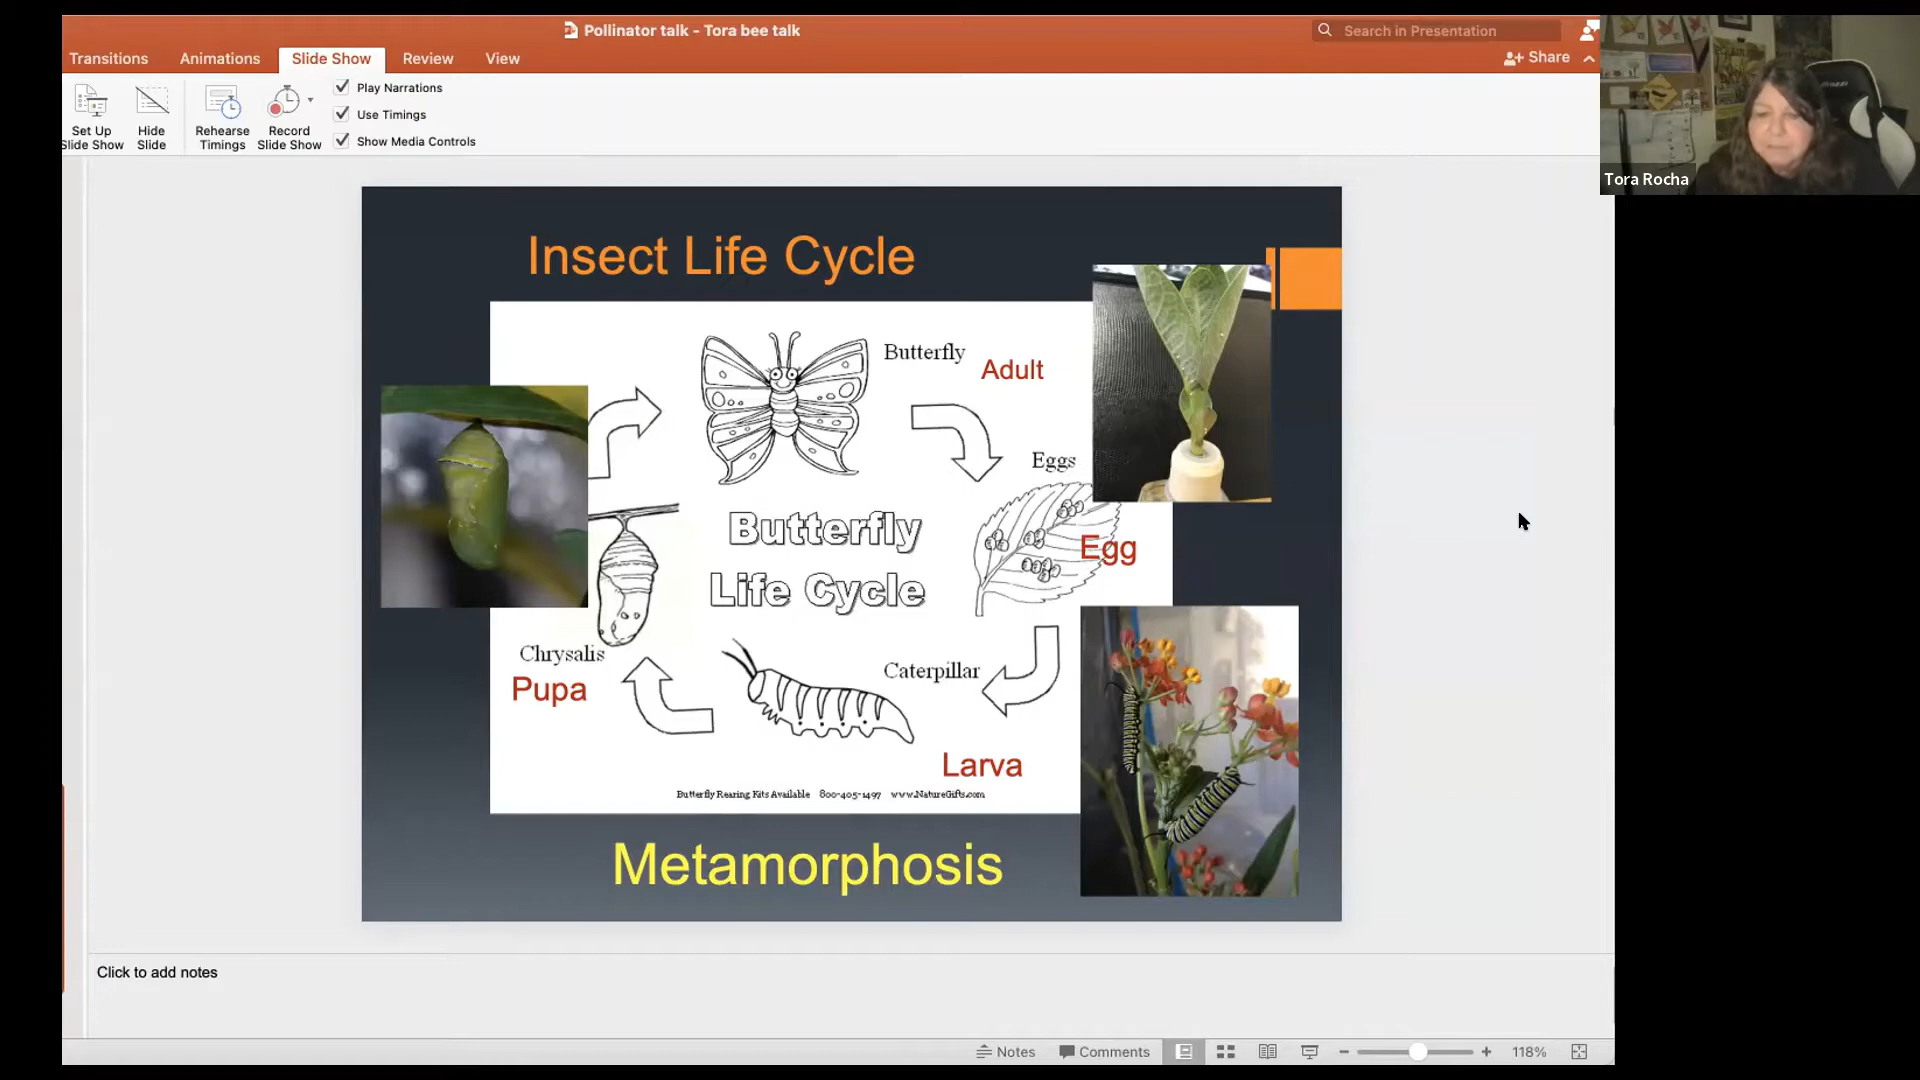 Pollinator talk - Tora bee talk
Search in Presentation
Transitions
Animations
Slide Show
Review
View
Share
Set Up
Slide Show
Hide
Slide
Rehearse
Timings
Record
Slide Show
Play Narrations
Use Timings
Show Media Controls
Tora Rocha
Insect Life Cycle
Butterfly
Adult
Eggs
Egg
Butterfly
Life Cycle
Chrysalis
Pupa
Caterpillar
Larva
Butterfly Rearing Kits Available 800-405-1497 www.NatureGifts.com
Metamorphosis
Click to add notes
Notes
Comments
118%